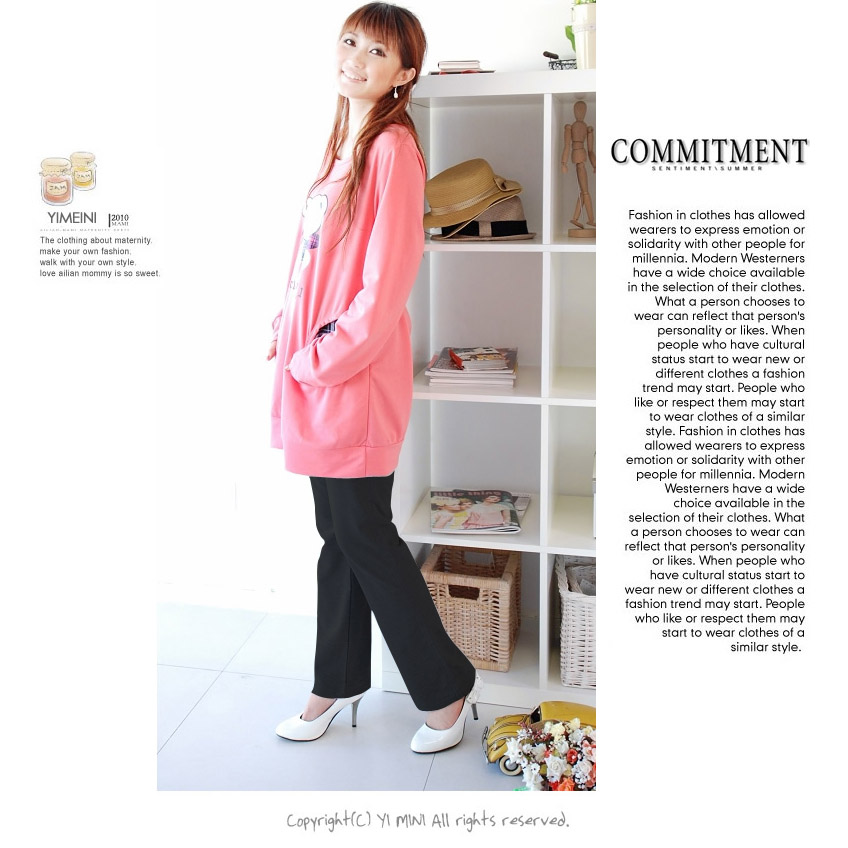 YIMEINI
2010
MAMI
The clothing about maternity.
make your own fashion.
walk with your own style.
love ailian mommy is so sweet.
COMMITMENT
SENTIMENT\SUMMER
Fashion in clothes has allowed
wearers to express emotion or
solidarity with other people for
millennia. Modern Westerners
have a wide choice available
in the selection of their clothes.
What a person chooses to
wear can reflect that person's
personality or likes. When
people who have cultural
status start to wear new or
different clothes a fashion
trend may start. People who
like or respect them may start
to wear clothes of a similar
style. Fashion in clothes has
allowed wearers to express
emotion or solidarity with other
people for millennia. Modern
Westerners have a wide
choice available in the
selection of their clothes. What
a person chooses to wear can
reflect that person's personality
or likes. When people who
have cultural status start to
wear new or different clothes a
fashion trend may start. People
who like or respect them may
start to wear clothes of a
similar style.
little thing
Copyright(C) YI MINI All rights reserved.